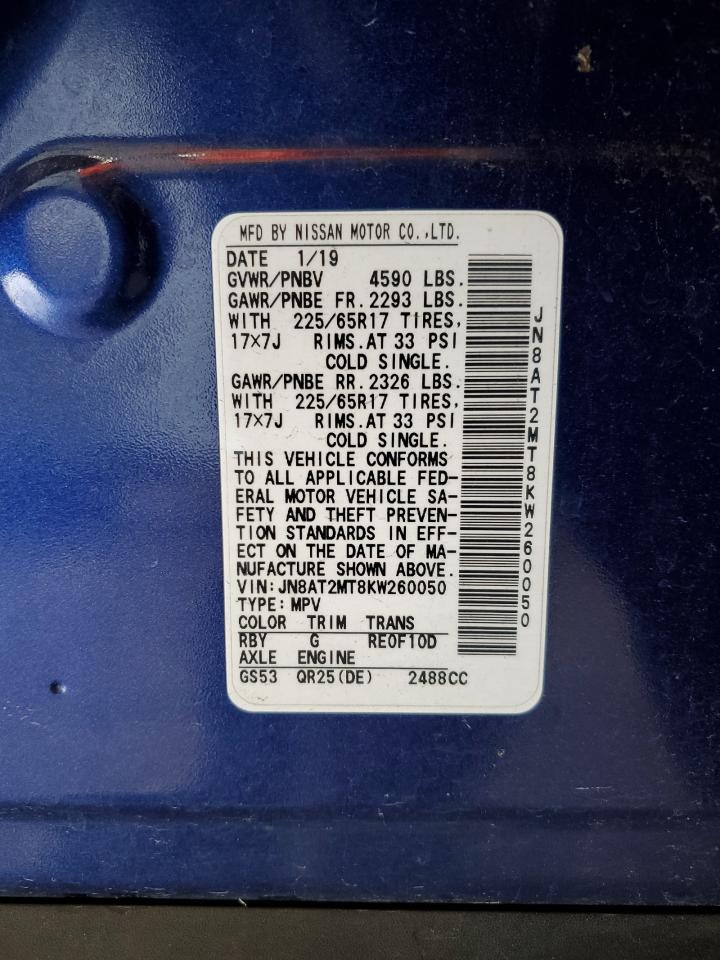 MFD BY NISSAN MOTOR CO.,LTD.
DATE 1/19
GVWR/PNBV 4590 LBS.
GAWR/PNBE FR. 2293 LBS.
WITH 225/65R17 TIRES,
17×7J RIMS. AT 33 PSI
COLD SINGLE.
GAWR/PNBE RR. 2326 LBS.
WITH 225/65R17 TIRES,
17×7J RIMS. AT 33 PSI
COLD SINGLE.
THIS VEHICLE CONFORMS
TO ALL APPLICABLE FED-
ERAL MOTOR VEHICLE SA-
FETY AND THEFT PREVEN-
TION STANDARDS IN EFF-
ECT ON THE DATE OF MA-
NUFACTURE SHOWN ABOVE.
VIN: JN8AT2MT8KW260050
TYPE: MPV
COLOR TRIM TRANS
RBY G RE0F10D
AXLE ENGINE
GS53 QR25(DE) 2488CC
JN8AT2MT8KW260050